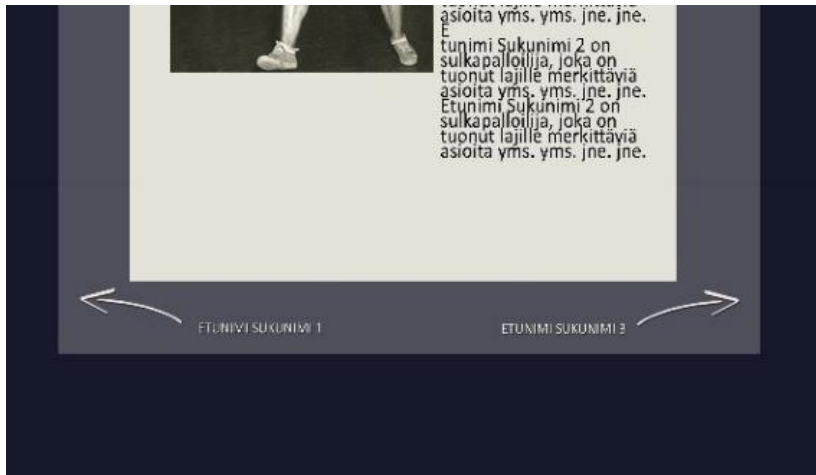 asioita yms. yms. jne. jne.
E
tunimi Sukunimi 2 on
sulkapalloilija, joka on
tuonut lajille merkittäviä
asioita yms. yms. jne. jne.
Etunimi Sukunimi 2 on
sulkapalloilija, joka on
tuonut lajille merkittäviä
asioita yms. yms. jne. jne.
ETUNIMI SUKUNIMI 1
ETUNIMI SUKUNIMI 3